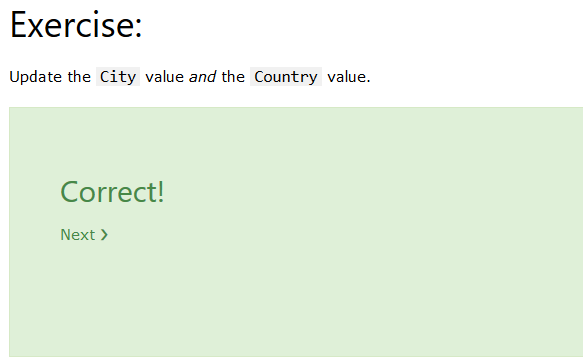 Exercise:
Update the City value and the Country value.
Correct!
Next ❯